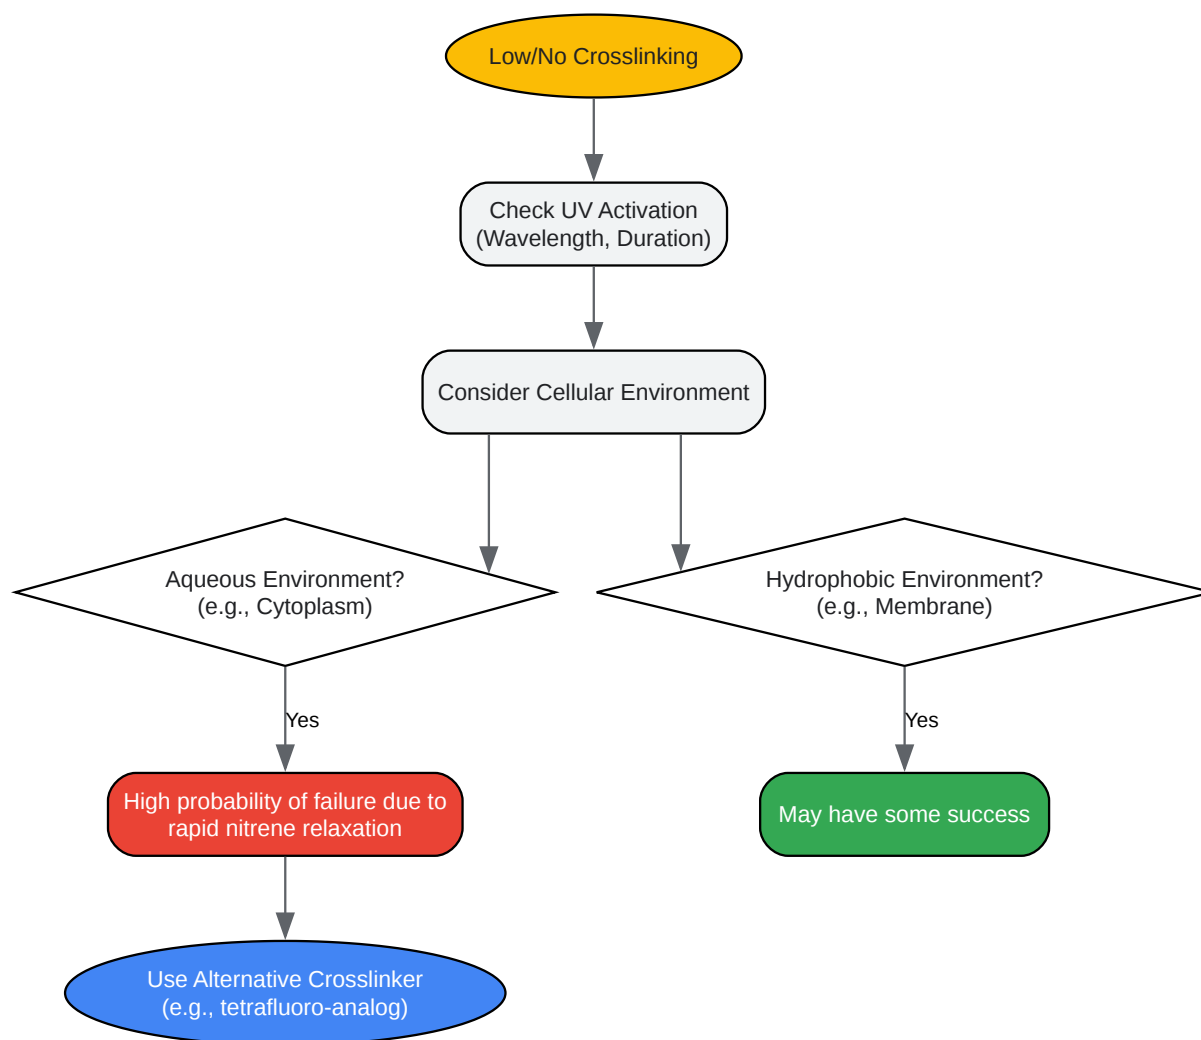 Low/No Crosslinking
Check UV Activation
(Wavelength, Duration)
Consider Cellular Environment
Aqueous Environment?
(e.g., Cytoplasm)
Hydrophobic Environment?
(e.g., Membrane)
Yes
Yes
High probability of failure due to
rapid nitrene relaxation
May have some success
Use Alternative Crosslinker
(e.g., tetrafluoro-analog)